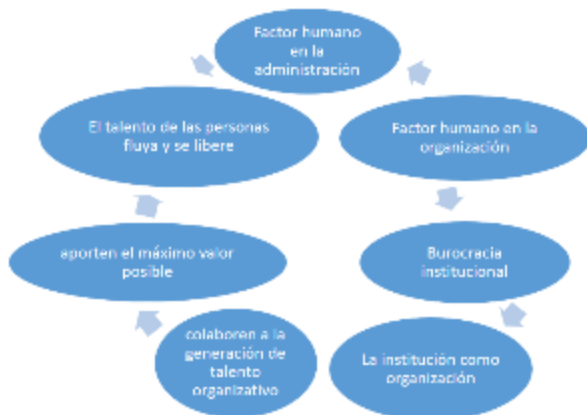 Factor humano
en la
administración
El talento de las personas
fluya y se libere
Factor humano en la
organización
aporten el máximo valor
posible
Burocracia
institucional
colaboren a la
generación de
talento
organizativo
La institución como
organización